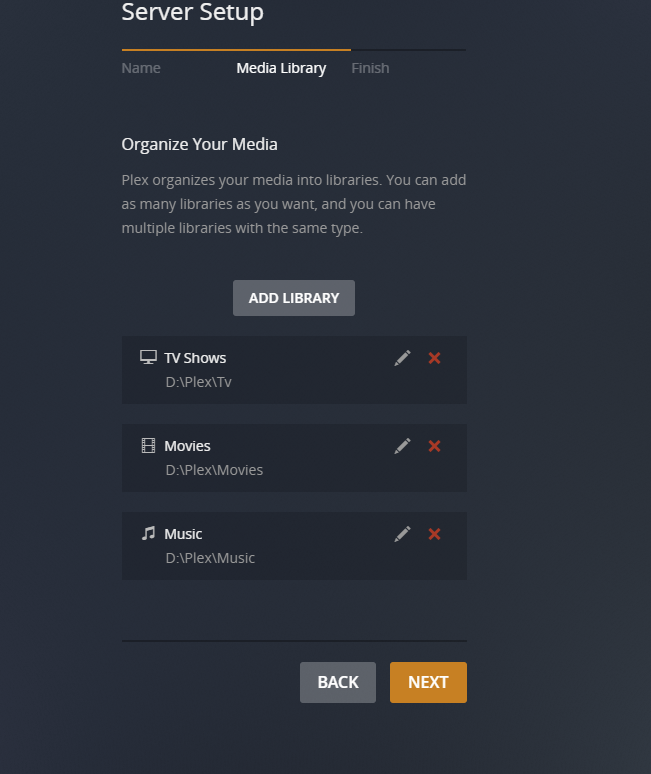 Server Setup
Name Media Library Finish
Organize Your Media
Plex organizes your media into libraries. You can add
as many libraries as you want, and you can have
multiple libraries with the same type.
ADD LIBRARY
TV Shows
D:\Plex\Tv
Movies
D:\Plex\Movies
Music
D:\Plex\Music
BACK NEXT